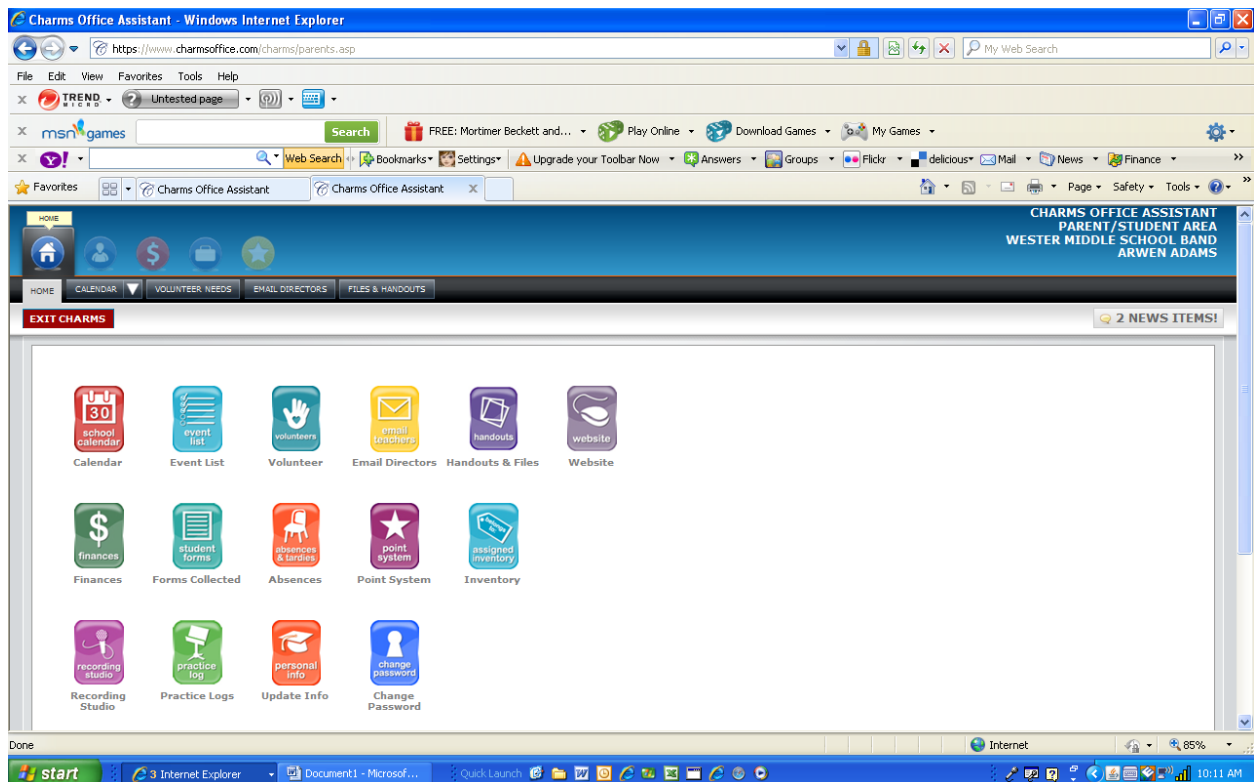 Charms Office Assistant - Windows Internet Explorer
https://www.charmsoffice.com/charms/parents.asp
My Web Search
File Edit View Favorites Tools Help
x TREND MICRO Untested page
x msn games Search FREE: Mortimer Beckett and... Play Online Download Games My Games
x Y! Web Search Bookmarks Settings Upgrade your Toolbar Now Answers Groups Flickr delicious Mail News Finance »
Favorites Charms Office Assistant Charms Office Assistant x Page Safety Tools »
HOME
CHARMS OFFICE ASSISTANT
PARENT/STUDENT AREA
WESTER MIDDLE SCHOOL BAND
ARWEN ADAMS
HOME CALENDAR VOLUNTEER NEEDS EMAIL DIRECTORS FILES & HANDOUTS
EXIT CHARMS 2 NEWS ITEMS!
30 school calendar
event list
volunteers
email teachers
handouts
website
Calendar Event List Volunteer Email Directors Handouts & Files Website
$ finances
student forms
absences & tardies
point system
belongs to: assigned inventory
Finances Forms Collected Absences Point System Inventory
recording studio
practice log
personal info
change password
Recording Studio Practice Logs Update Info Change Password
Done Internet 85%
start 3 Internet Explorer Document1 - Microsof... Quick Launch 10:11 AM